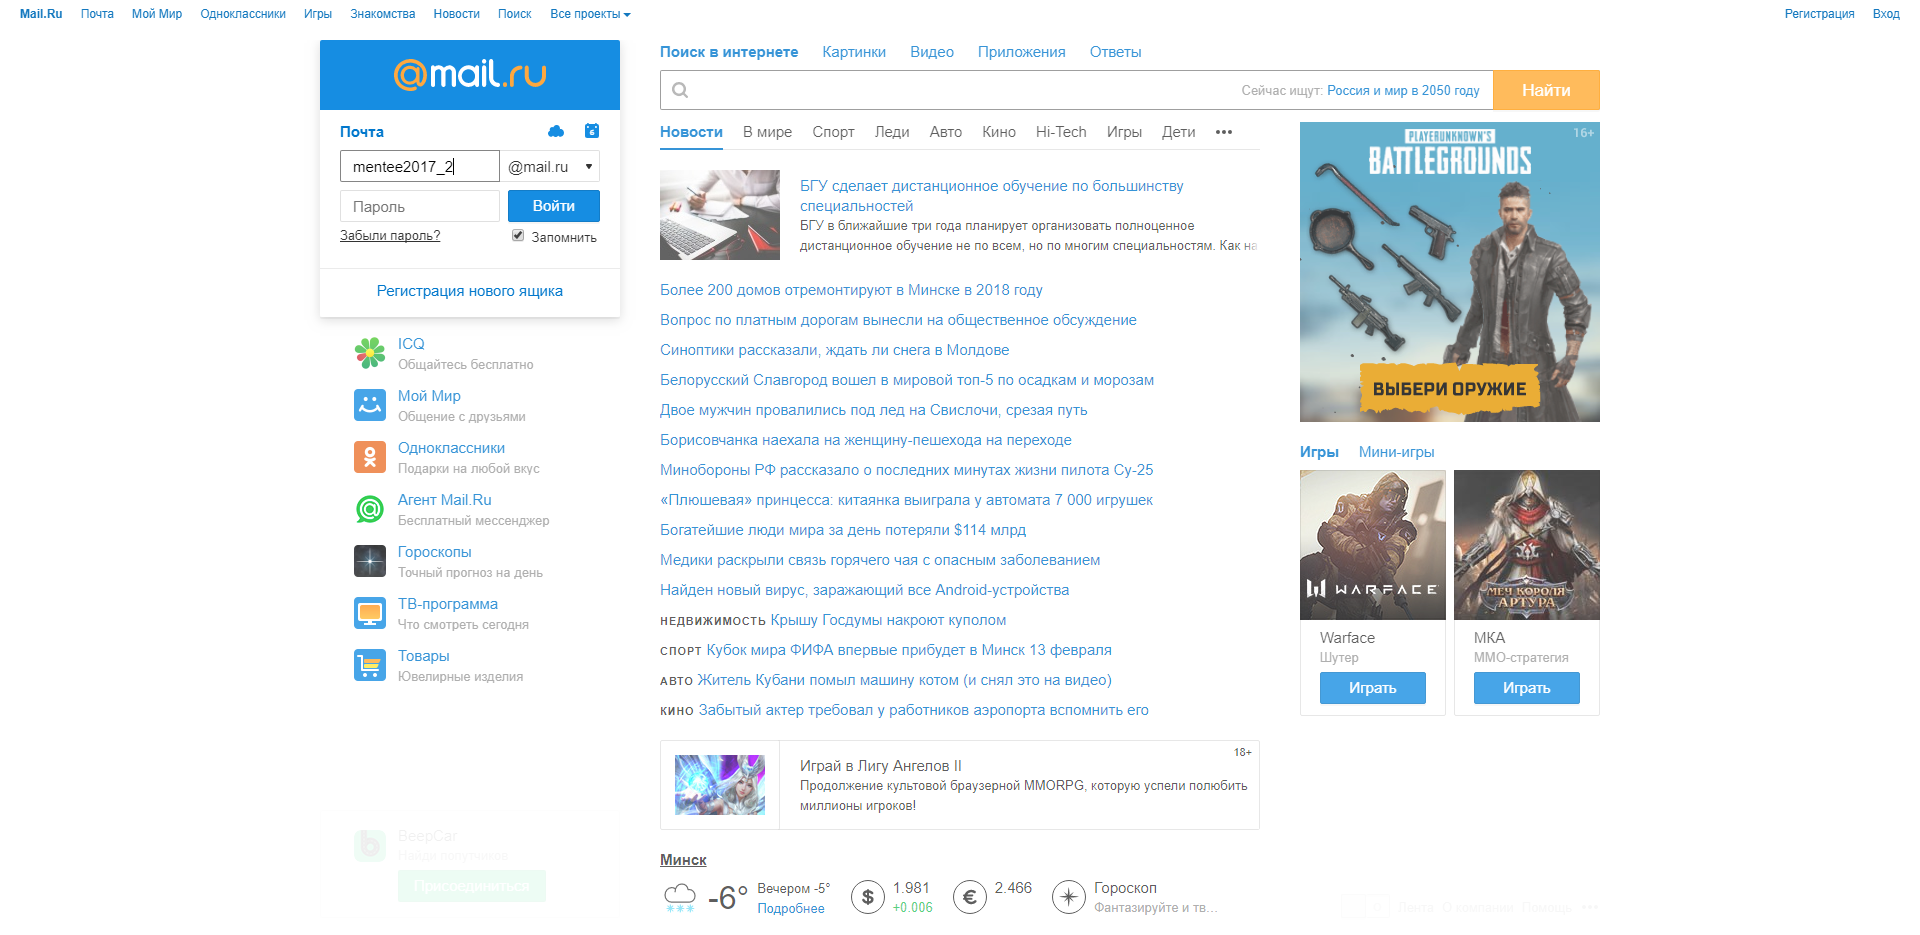 Mail.Ru Почта Мой Мир Одноклассники Игры Знакомства Новости Поиск Все проекты
Регистрация Вход
@mail.ru
Почта
6
mentee2017_2 @mail.ru
Пароль Войти
Забыли пароль? Запомнить
Регистрация нового ящика
ICQ
Общайтесь бесплатно
Мой Мир
Общение с друзьями
Одноклассники
Подарки на любой вкус
Агент Mail.Ru
Бесплатный мессенджер
Гороскопы
Точный прогноз на день
ТВ-программа
Что смотреть сегодня
Товары
Ювелирные изделия
BeepCar
Найди попутчиков
Присоединиться
Поиск в интернете Картинки Видео Приложения Ответы
Сейчас ищут: Россия и мир в 2050 году Найти
Новости В мире Спорт Леди Авто Кино Hi-Tech Игры Дети •••
БГУ сделает дистанционное обучение по большинству
специальностей
БГУ в ближайшие три года планирует организовать полноценное
дистанционное обучение не по всем, но по многим специальностям. Как на
Более 200 домов отремонтируют в Минске в 2018 году
Вопрос по платным дорогам вынесли на общественное обсуждение
Синоптики рассказали, ждать ли снега в Молдове
Белорусский Славгород вошел в мировой топ-5 по осадкам и морозам
Двое мужчин провалились под лед на Свислочи, срезая путь
Борисовчанка наехала на женщину-пешехода на переходе
Минобороны РФ рассказало о последних минутах жизни пилота Су-25
«Плюшевая» принцесса: китаянка выиграла у автомата 7 000 игрушек
Богатейшие люди мира за день потеряли $114 млрд
Медики раскрыли связь горячего чая с опасным заболеванием
Найден новый вирус, заражающий все Android-устройства
НЕДВИЖИМОСТЬ Крышу Госдумы накроют куполом
СПОРТ Кубок мира ФИФА впервые прибудет в Минск 13 февраля
АВТО Житель Кубани помыл машину котом (и снял это на видео)
КИНО Забытый актер требовал у работников аэропорта вспомнить его
18+
Играй в Лигу Ангелов II
Продолжение культовой браузерной MMORPG, которую успели полюбить
миллионы игроков!
Минск
-6° Вечером -5°
Подробнее
$ 1.981
+0.006
€ 2.466
Гороскоп
Фантазируйте и тв...
16+
PLAYERUNKNOWN'S
BATTLEGROUNDS
ВЫБЕРИ ОРУЖИЕ
Игры Мини-игры
WARFACE
Warface
Шутер
Играть
МЕЧ КОРОЛЯ
АРТУРА
МКА
ММО-стратегия
Играть
Лента О компании Помощь •••